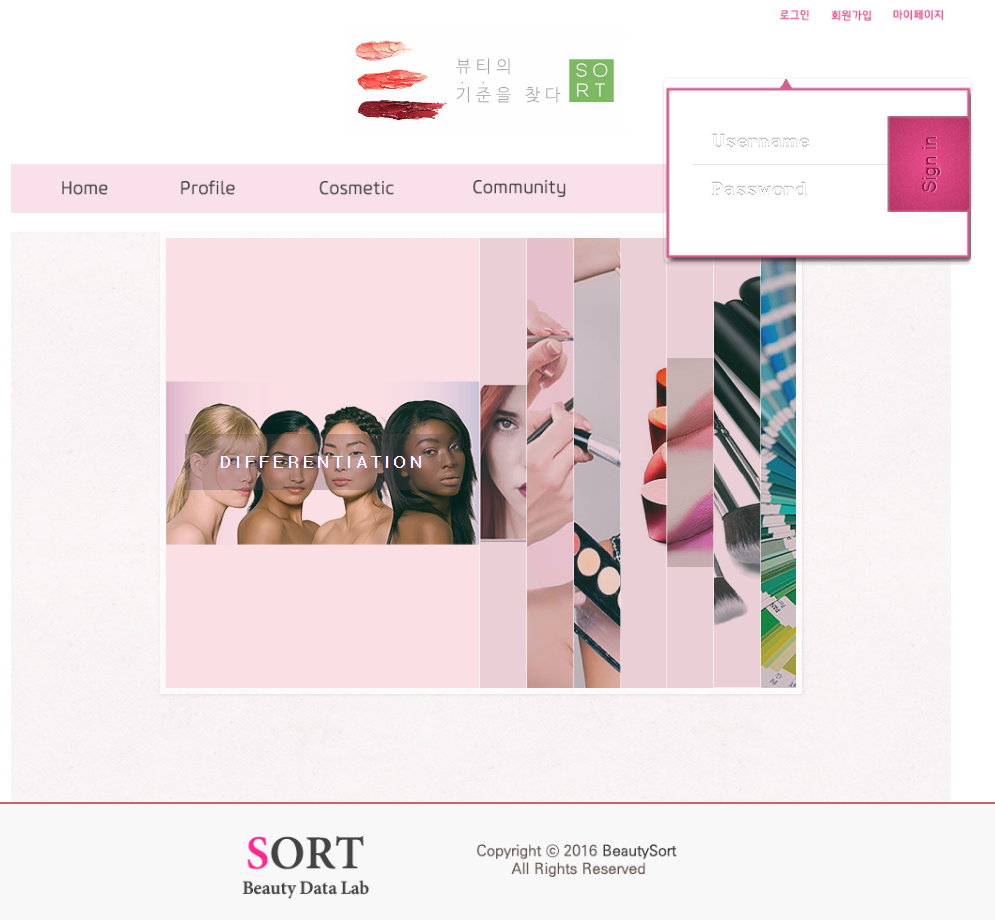 로그인 회원가입 마이페이지
뷰티의
기준을 찾다
SO
RT
Username
Password
Sign in
Home Profile Cosmetic Community
DIFFERENTIATION
SORT
Beauty Data Lab
Copyright © 2016 BeautySort
All Rights Reserved